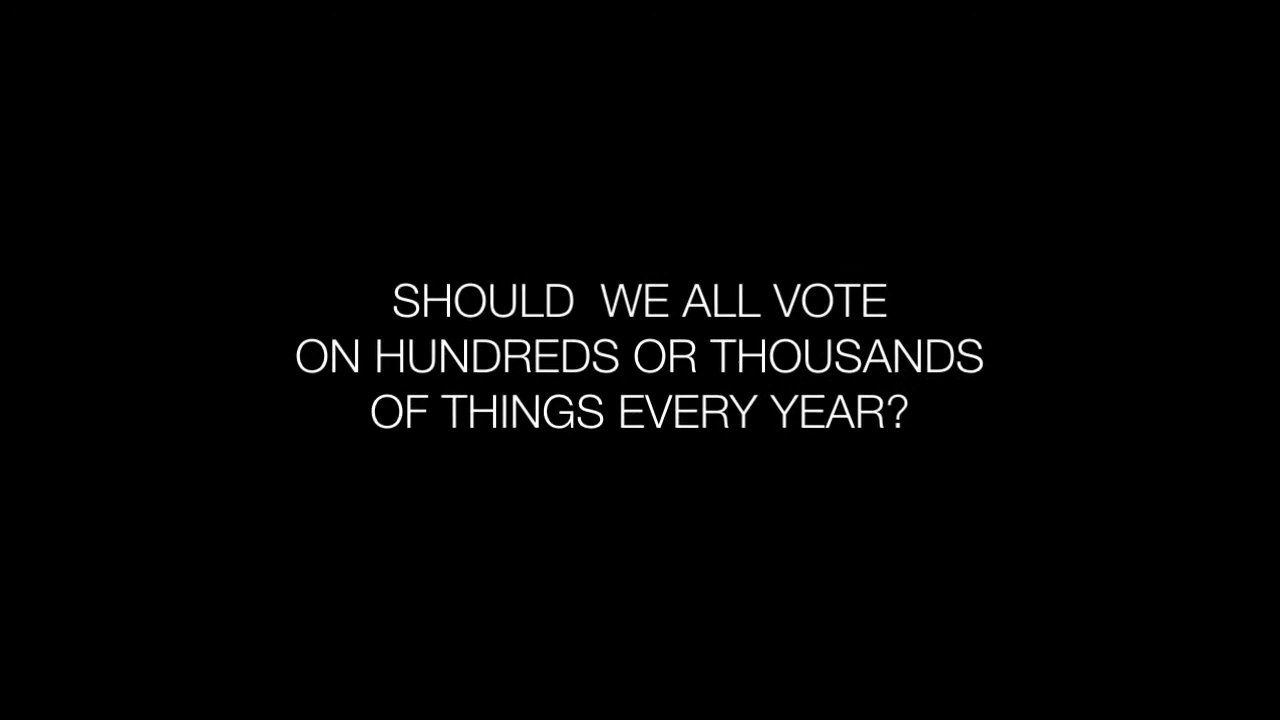 SHOULD  WE ALL VOTE
ON HUNDREDS OR THOUSANDS
OF THINGS EVERY YEAR?